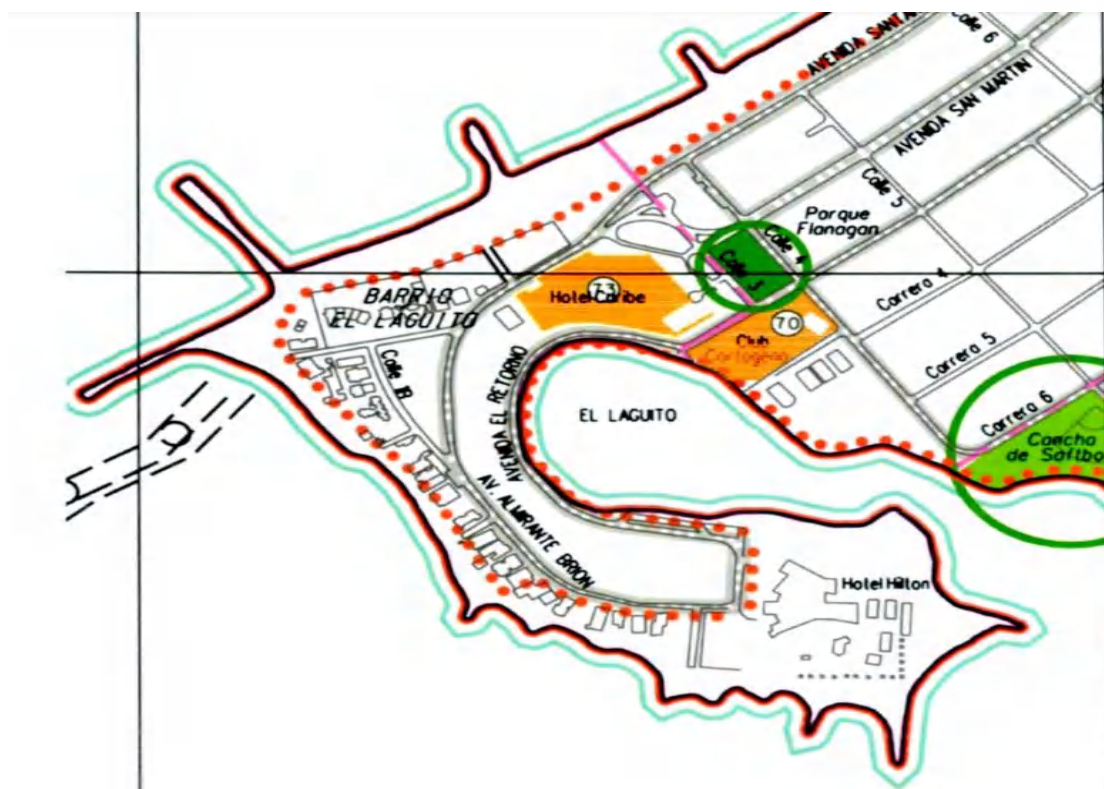 AVENIDA SANTA
Calle 6
AVENIDA SAN MARTIN
Calle 5
Parque
Flanagan
Calle 4
Calle 3
73
Hotel Caribe
BARRIO
EL LAGUITO
70
Club
Cartagena
Carrera 4
Carrera 5
Carrera 6
Cancha
de Softbo
Calle 1B
AVENIDA EL RETORNO
EL LAGUITO
AV. ALMIRANTE BRION
Hotel Hilton